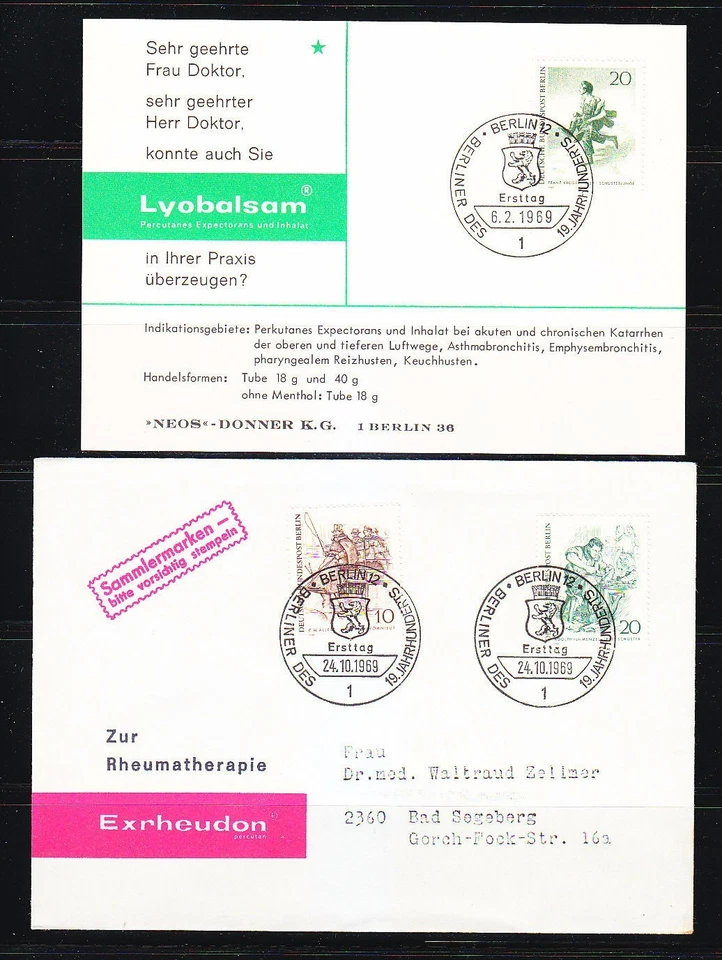 Sehr geehrte
Frau Doktor,
sehr geehrter
Herr Doktor,
konnte auch Sie
Lyobalsam®
Percutanes Expectorans und Inhalat
in Ihrer Praxis
überzeugen?
20
DEUTSCHE BUNDESPOST BERLIN
SCHUSTERJUNGE
BERLIN 12
BERLINER DES 19. JAHRHUNDERTS
Ersttag
6.2.1969
1
Indikationsgebiete: Perkutanes Expectorans und Inhalat bei akuten und chronischen Katarrhen
der oberen und tieferen Luftwege, Asthmabronchitis, Emphysembronchitis,
pharyngealem Reizhusten, Keuchhusten.
Handelsformen: Tube 18 g und 40 g
ohne Menthol: Tube 18 g
»NEOS«-DONNER K.G. 1 BERLIN 36
Sammlermarken –
bitte vorsichtig stempeln
DEUTSCHE BUNDESPOST BERLIN
10
BERLIN 12
BERLINER DES 19. JAHRHUNDERTS
Ersttag
24.10.1969
1
POST BERLIN
20
SCHUSTER
BERLIN 12
BERLINER DES 19. JAHRHUNDERTS
Ersttag
24.10.1969
1
Zur
Rheumatherapie
Exrheudon
percutan
Frau
Dr.med. Waltraud Zellmer
2360 Bad Segeberg
Gorch-Fock-Str. 16a